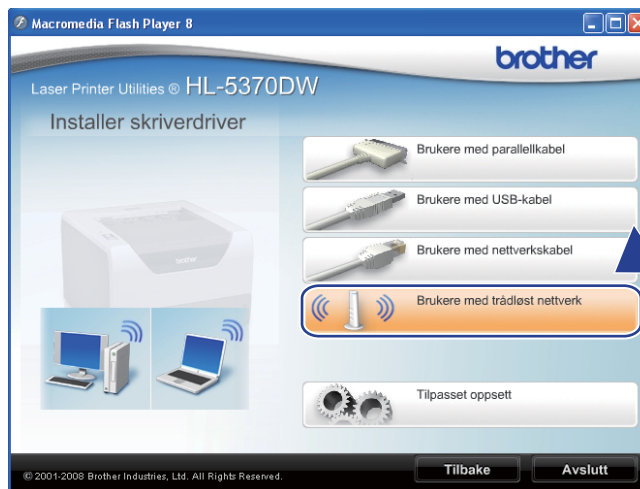 Macromedia Flash Player 8
brother
Laser Printer Utilities ® HL-5370DW
Installer skriverdriver
Brukere med parallellkabel
Brukere med USB-kabel
Brukere med nettverkskabel
Brukere med trådløst nettverk
Tilpasset oppsett
© 2001-2008 Brother Industries, Ltd. All Rights Reserved.
Tilbake
Avslutt